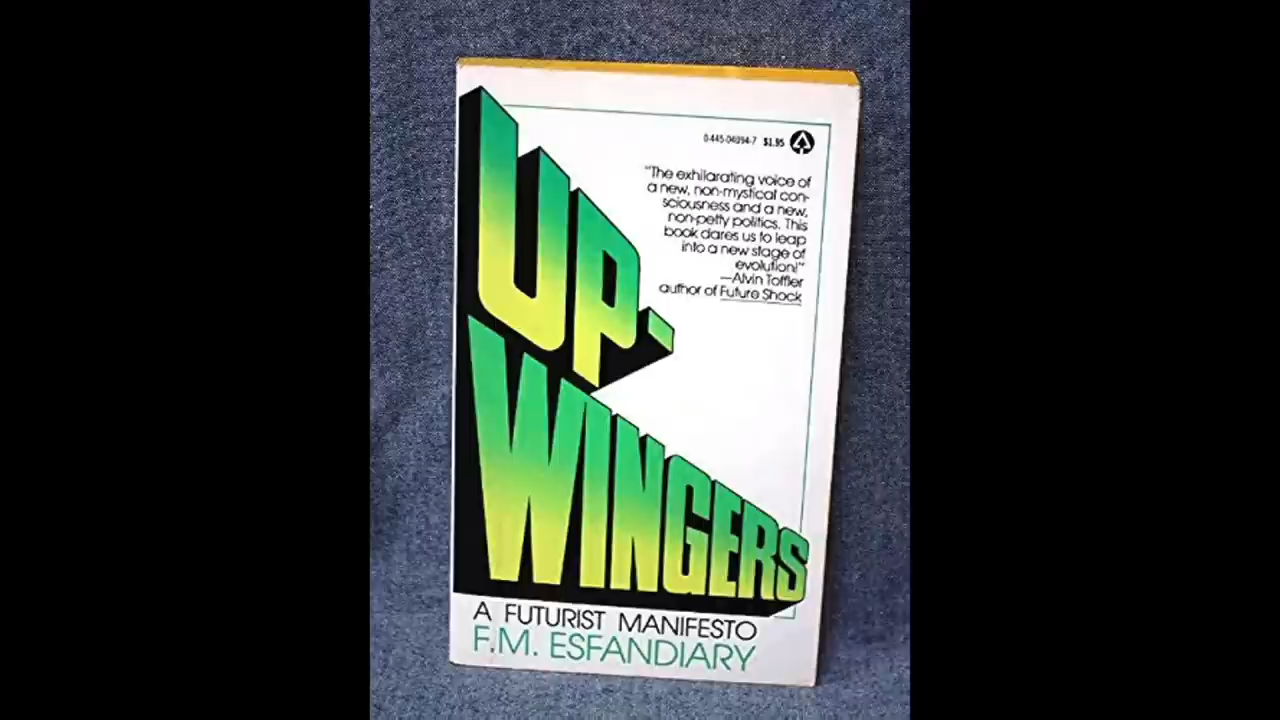 0-445-04094-7 $1.95
"The exhilarating voice of
a new, non-mystical con-
sciousness and a new,
non-petty politics. This
book dares us to leap
into a new stage of
evolution!"
—Alvin Toffler
author of Future Shock
UP-
WINGERS
A FUTURIST MANIFESTO
F.M. ESFANDIARY